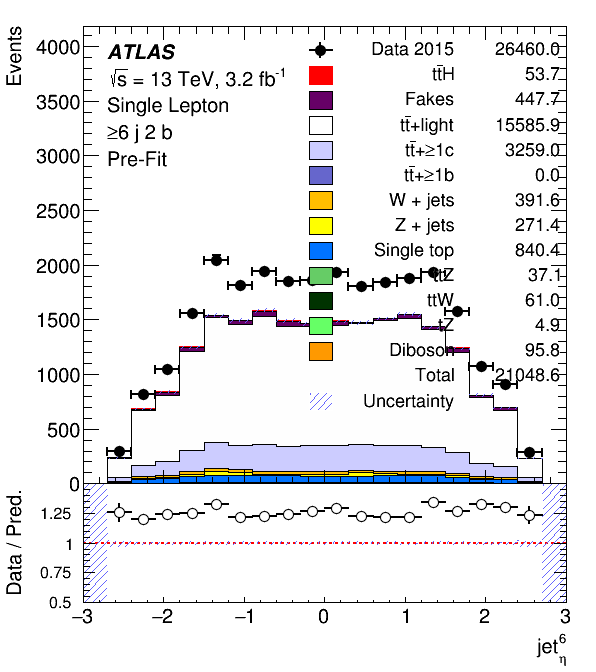 Events
4000
3500
3000
2500
2000
1500
1000
500
0
ATLAS
√s = 13 TeV, 3.2 fb⁻¹
Single Lepton
≥6 j 2 b
Pre-Fit
Data 2015 26460.0
tt̄H 53.7
Fakes 447.7
tt̄+light 15585.9
tt̄+≥1c 3259.0
tt̄+≥1b 0.0
W + jets 391.6
Z + jets 271.4
Single top 840.4
ttZ 37.1
ttW 61.0
tZ 4.9
Diboson 95.8
Total 21048.6
Uncertainty
Data / Pred.
1.25
1
0.75
0.5
−3 −2 −1 0 1 2 3
jet⁶η